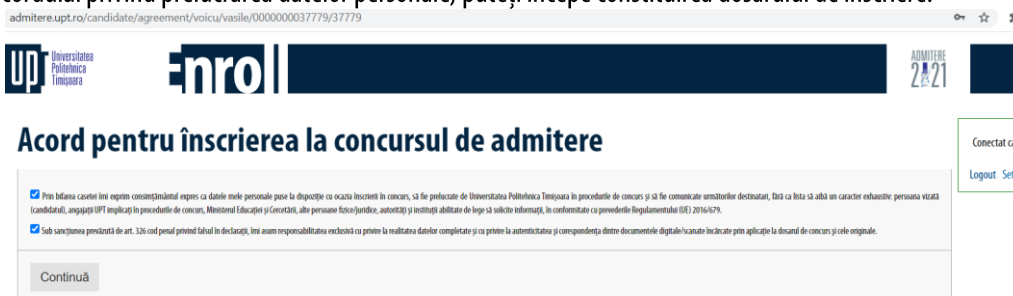 cordul privind prelucrarea datelor personale, puteți începe constituirea dosarului de înscriere.
admitere.upt.ro/candidate/agreement/voicu/vasile/0000000037779/37779
UPT Universitatea
Politehnica
Timișoara
Enroll
ADMITERE
2021
Acord pentru înscrierea la concursul de admitere
Conectat ca
Logout Set
Prin bifarea casetei îmi exprim consimțământul expres ca datele mele personale puse la dispoziție cu ocazia înscrierii în concurs, să fie prelucrate de Universitatea Politehnica Timișoara în procedurile de concurs și să fie comunicate următorilor destinatari, fără ca lista să aibă un caracter exhaustiv: persoana vizată
(candidatul), angajații UPT implicați în procedurile de concurs, Ministerul Educației și Cercetării, alte persoane fizice/juridice, autorități și instituții abilitate de lege să solicite informații, în conformitate cu prevederile Regulamentului (UE) 2016/679.
Sub sancțiunea prevăzută de art. 326 cod penal privind falsul în declarații, îmi asum responsabilitatea exclusivă cu privire la realitatea datelor completate și cu privire la autenticitatea și corespondența dintre documentele digitale/scanate încărcate prin aplicație la dosarul de concurs și cele originale.
Continuă